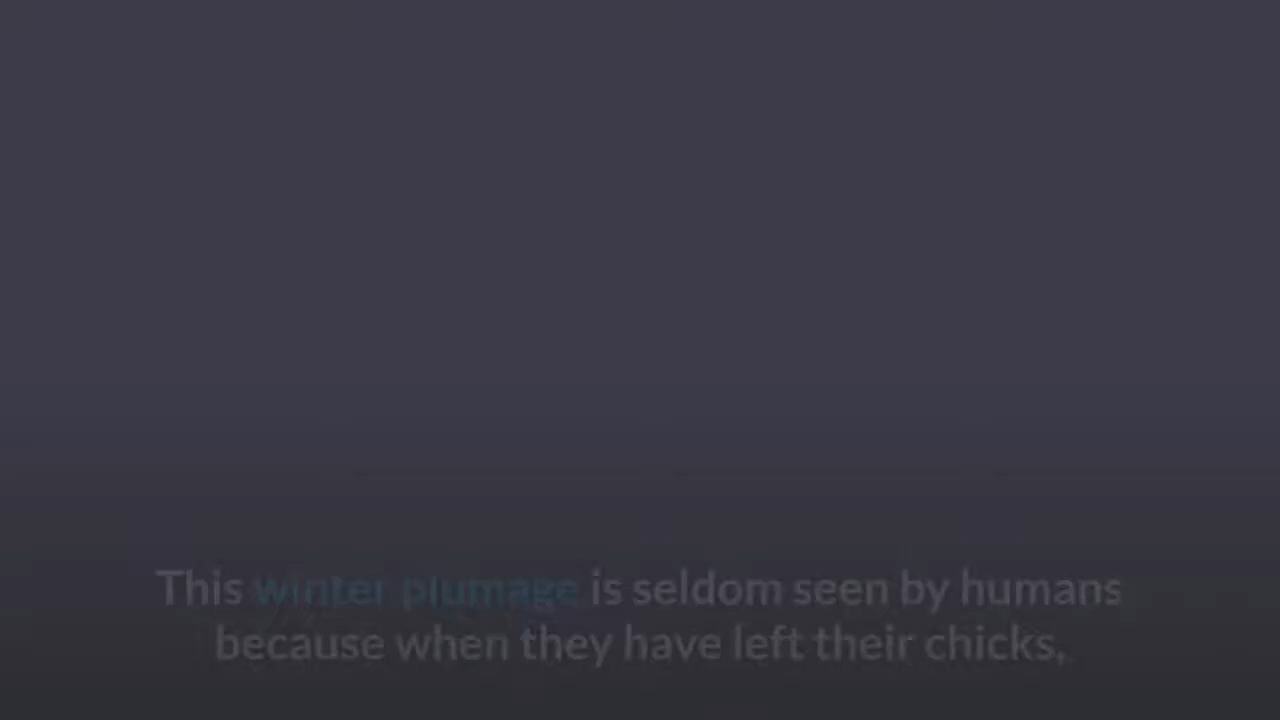 This winter plumage is seldom seen by humans
because when they have left their chicks,